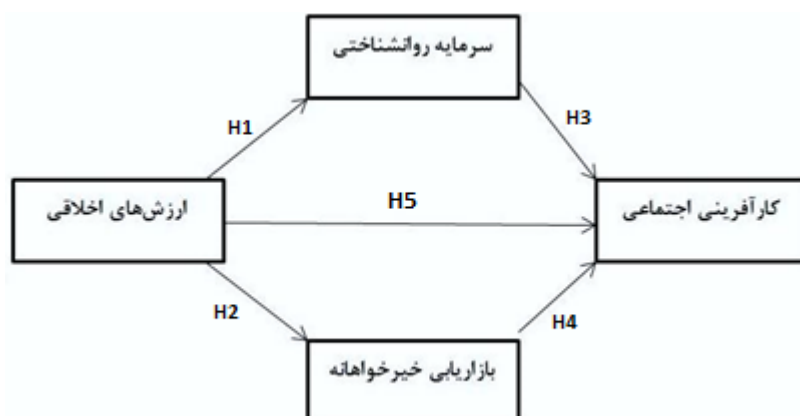 سرمایه روانشناختی
H1
H3
ارزش‌های اخلاقی
H5
کارآفرینی اجتماعی
H2
H4
بازاریابی خیرخواهانه